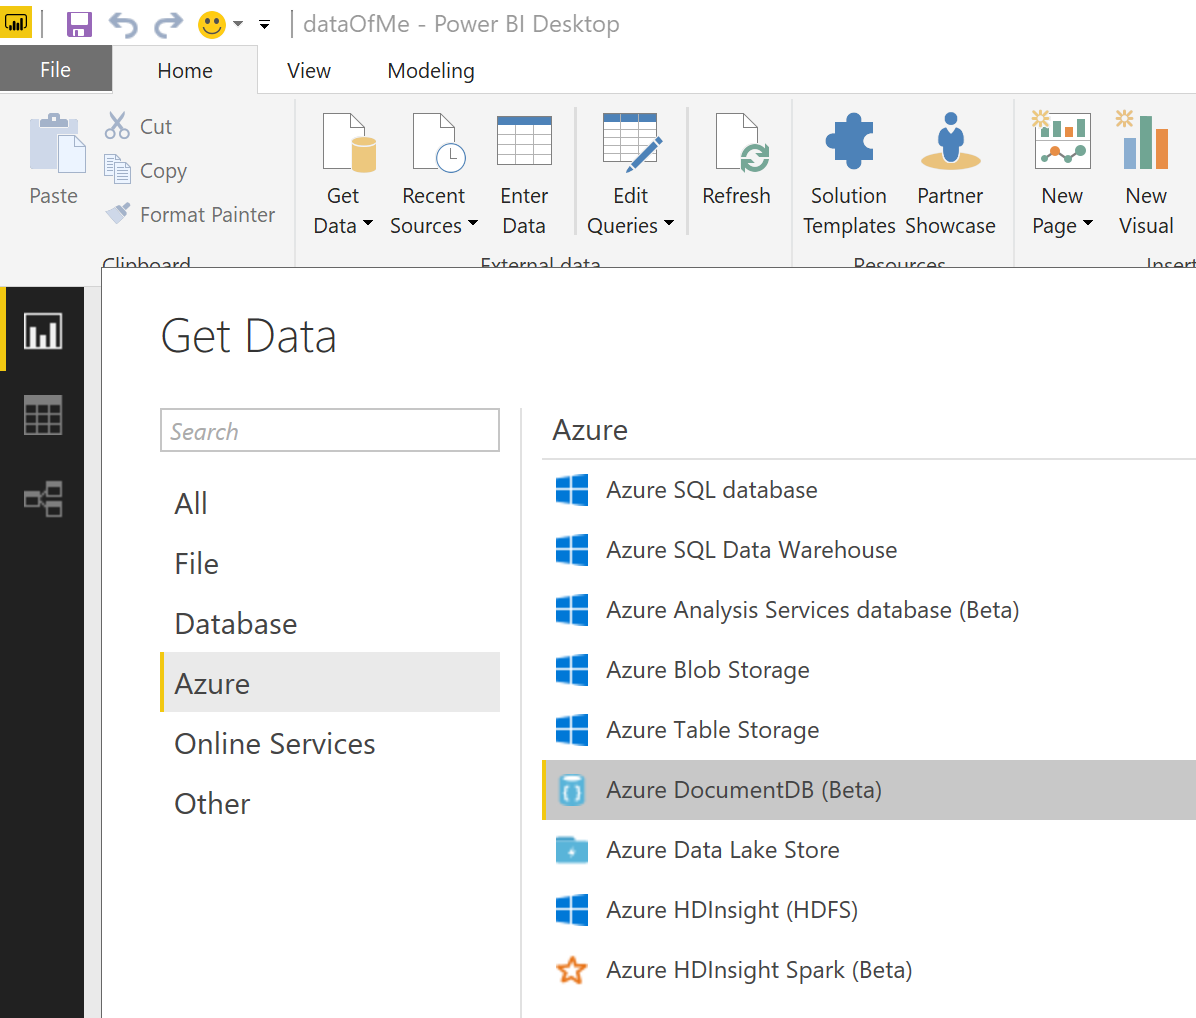 dataOfMe - Power BI Desktop
File Home View Modeling
Paste
Cut
Copy
Format Painter
Get Data
Recent Sources
Enter Data
Edit Queries
Refresh
Solution Templates
Partner Showcase
New Page
New Visual
Clipboard External data Resources Insert
Get Data
Search
All
File
Database
Azure
Online Services
Other
Azure
Azure SQL database
Azure SQL Data Warehouse
Azure Analysis Services database (Beta)
Azure Blob Storage
Azure Table Storage
Azure DocumentDB (Beta)
Azure Data Lake Store
Azure HDInsight (HDFS)
Azure HDInsight Spark (Beta)